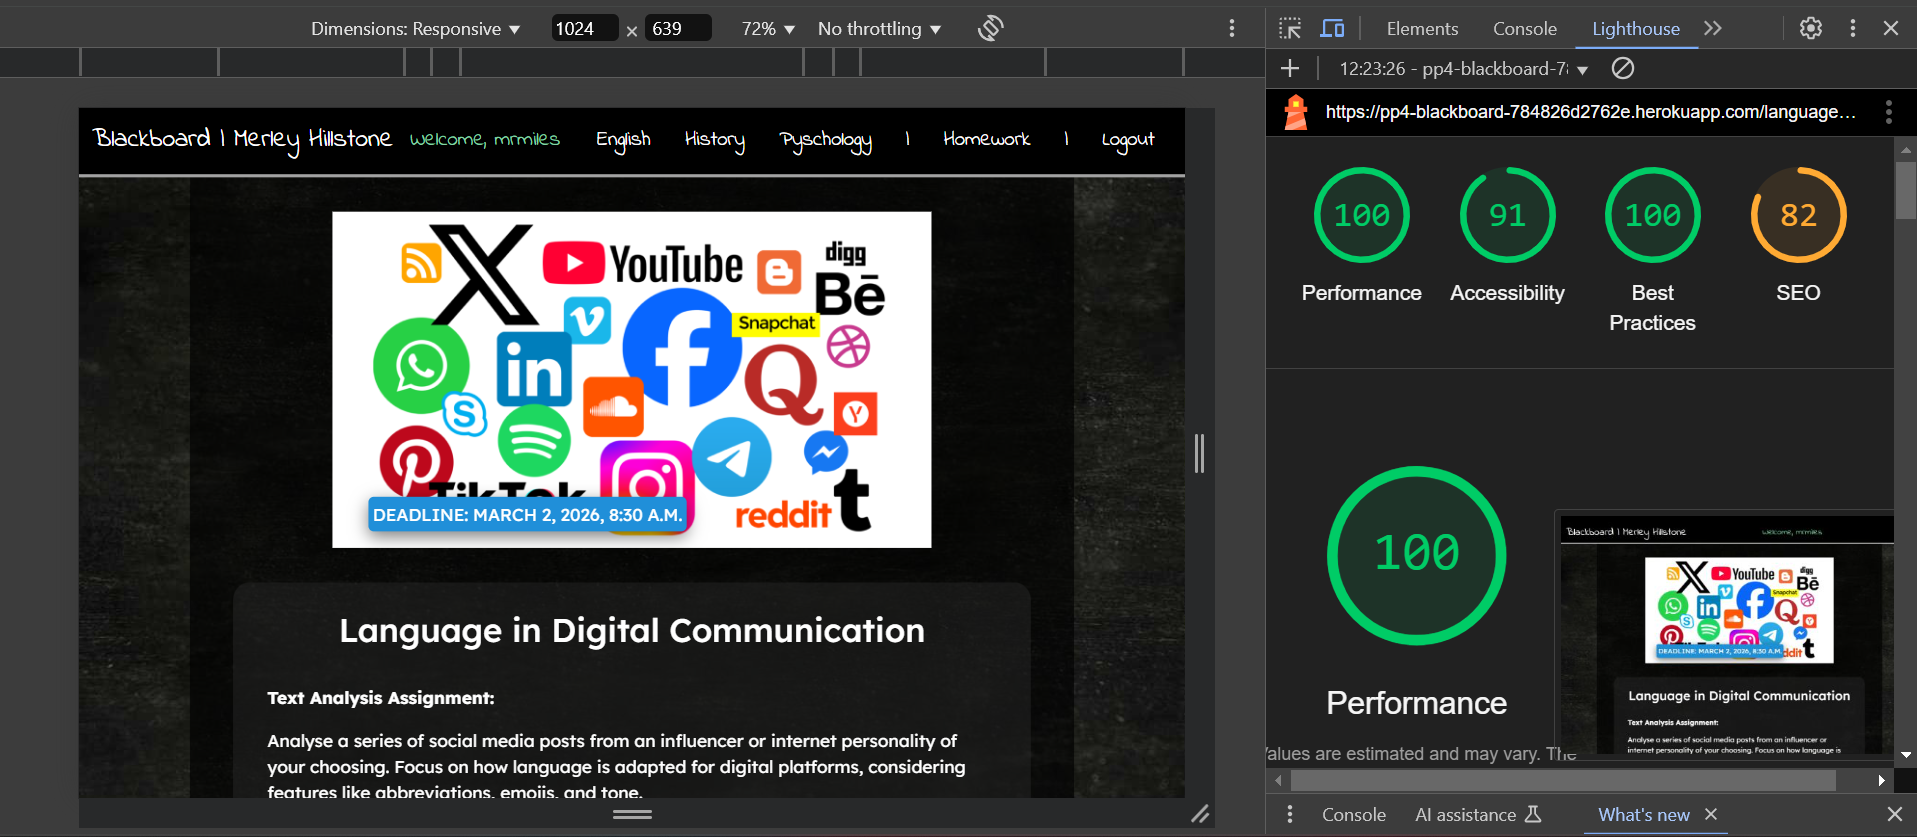 Dimensions: Responsive 1024 × 639 72% No throttling
Elements Console Lighthouse
12:23:26 - pp4-blackboard-78
https://pp4-blackboard-784826d2762e.herokuapp.com/language...
Blackboard | Merley Hillstone Welcome, mrmiles English History Pyschology | Homework | Logout
YouTube
digg
Bē
Snapchat
in
TikTok
reddit
DEADLINE: MARCH 2, 2026, 8:30 A.M.
Language in Digital Communication
Text Analysis Assignment:
Analyse a series of social media posts from an influencer or internet personality of
your choosing. Focus on how language is adapted for digital platforms, considering
features like abbreviations, emojis, and tone.
100 91 100 82
Performance Accessibility Best Practices SEO
100
Performance
Values are estimated and may vary. The
Blackboard | Merley Hillstone Welcome, mrmiles
YouTube
digg
Bē
reddit
DEADLINE: MARCH 2, 2026, 8:30 A.M.
Language in Digital Communication
Text Analysis Assignment:
Analyse a series of social media posts from an influencer or
internet personality of your choosing. Focus on how language is
Console AI assistance What's new